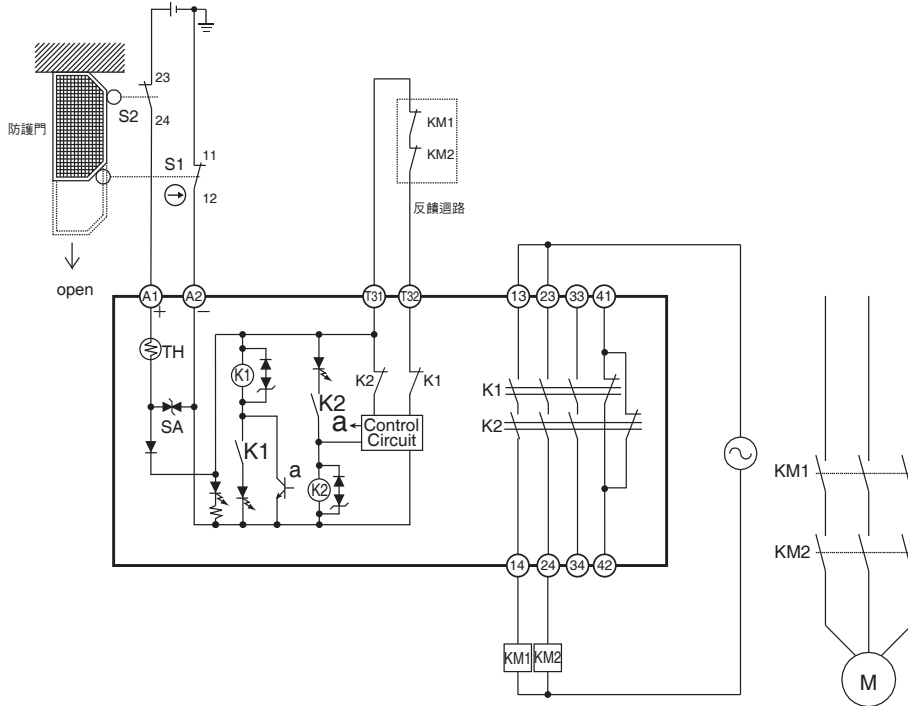 防護門
open
S2
23
24
S1
11
12
KM1
KM2
反饋迴路
A1
A2
T31
T32
13
23
33
41
+
−
TH
SA
K1
K1
a
K2
K2
K2
K1
a
Control
Circuit
K1
K2
14
24
34
42
KM1
KM2
KM1
KM2
M